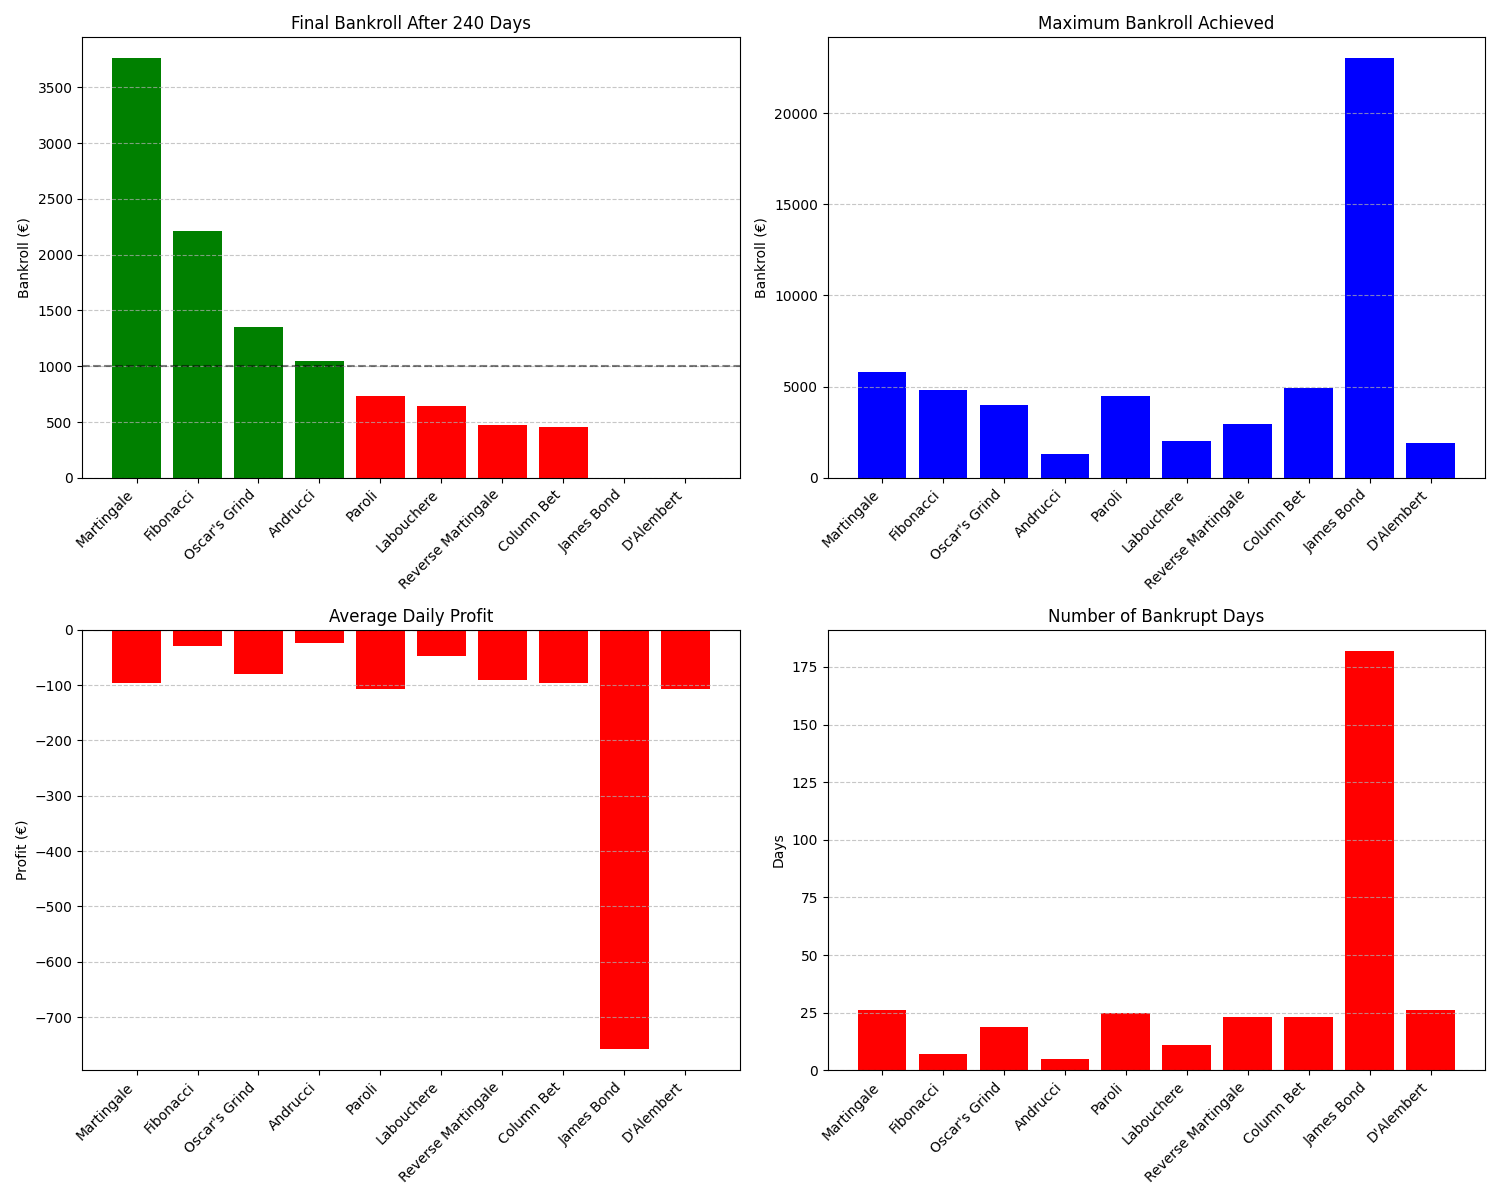 Final Bankroll After 240 Days
Bankroll (€)
3500
3000
2500
2000
1500
1000
500
0
Martingale
Fibonacci
Oscar's Grind
Andrucci
Paroli
Labouchere
Reverse Martingale
Column Bet
James Bond
D'Alembert
Maximum Bankroll Achieved
Bankroll (€)
20000
15000
10000
5000
0
Martingale
Fibonacci
Oscar's Grind
Andrucci
Paroli
Labouchere
Reverse Martingale
Column Bet
James Bond
D'Alembert
Average Daily Profit
Profit (€)
0
−100
−200
−300
−400
−500
−600
−700
Martingale
Fibonacci
Oscar's Grind
Andrucci
Paroli
Labouchere
Reverse Martingale
Column Bet
James Bond
D'Alembert
Number of Bankrupt Days
Days
175
150
125
100
75
50
25
0
Martingale
Fibonacci
Oscar's Grind
Andrucci
Paroli
Labouchere
Reverse Martingale
Column Bet
James Bond
D'Alembert